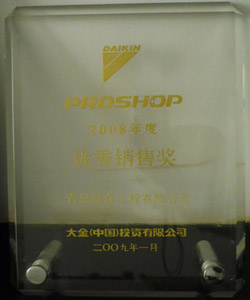 DAIKIN
PROSHOP
2008年度
优秀销售奖
大金(中国)投资有限公司
二〇〇九年一月